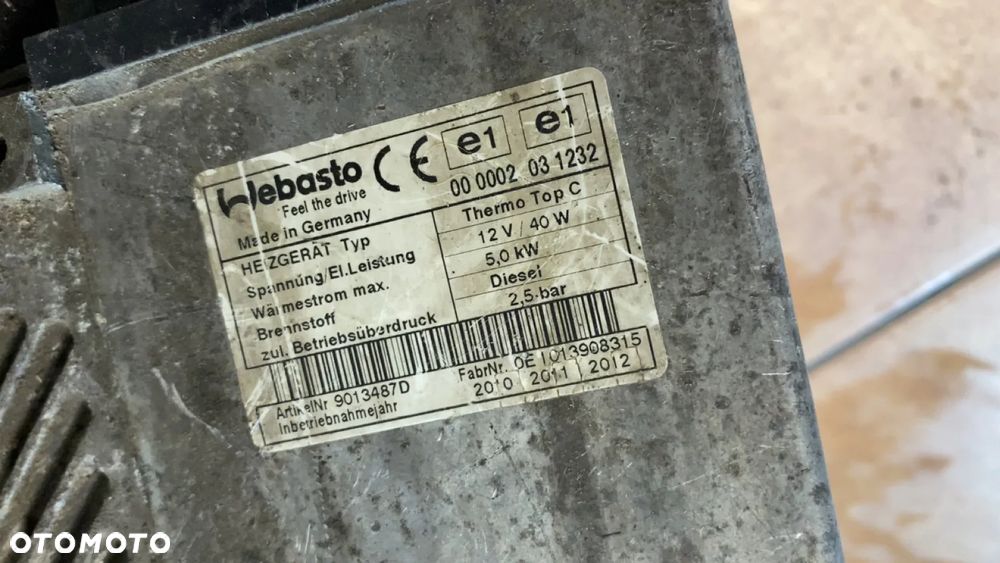 Webasto CE e1 e1
Feel the drive 00 0002 03 1232
Made in Germany
HEIZGERÄT Typ Thermo Top C
Spannung/El.Leistung 12 V / 40 W
Wärmestrom max. 5,0 kW
Brennstoff Diesel
zul. Betriebsüberdruck 2,5 bar
ArtikelNr 9013487D FabrNr. 0E1013908315
Inbetriebnahmejahr 2010 2011 2012
OTOMOTO